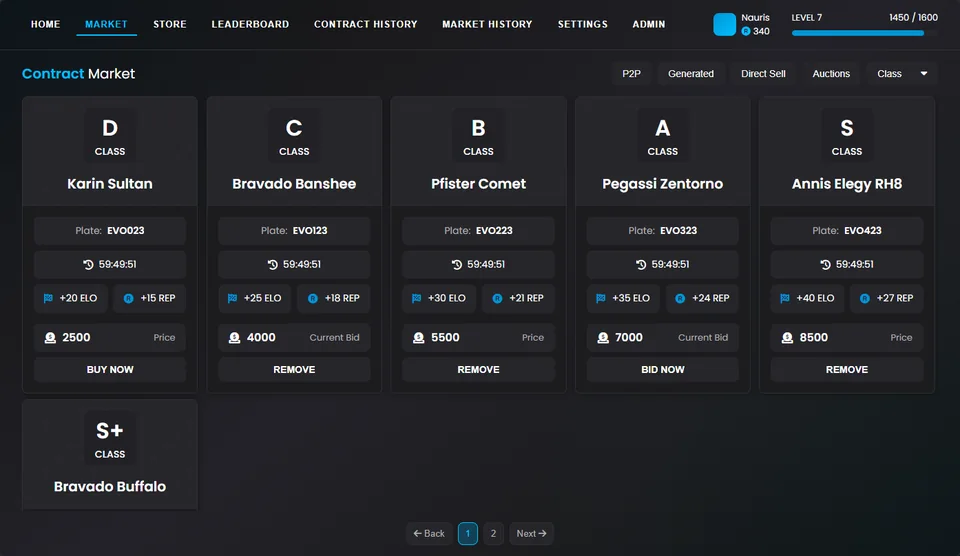 HOME MARKET STORE LEADERBOARD CONTRACT HISTORY MARKET HISTORY SETTINGS ADMIN
Nauris
340
LEVEL 7 1450 / 1600
Contract Market
P2P Generated Direct Sell Auctions Class
D
CLASS
Karin Sultan
Plate: EVO023
59:49:51
+20 ELO +15 REP
2500 Price
BUY NOW
C
CLASS
Bravado Banshee
Plate: EVO123
59:49:51
+25 ELO +18 REP
4000 Current Bid
REMOVE
B
CLASS
Pfister Comet
Plate: EVO223
59:49:51
+30 ELO +21 REP
5500 Price
REMOVE
A
CLASS
Pegassi Zentorno
Plate: EVO323
59:49:51
+35 ELO +24 REP
7000 Current Bid
BID NOW
S
CLASS
Annis Elegy RH8
Plate: EVO423
59:49:51
+40 ELO +27 REP
8500 Price
REMOVE
S+
CLASS
Bravado Buffalo
← Back 1 2 Next →